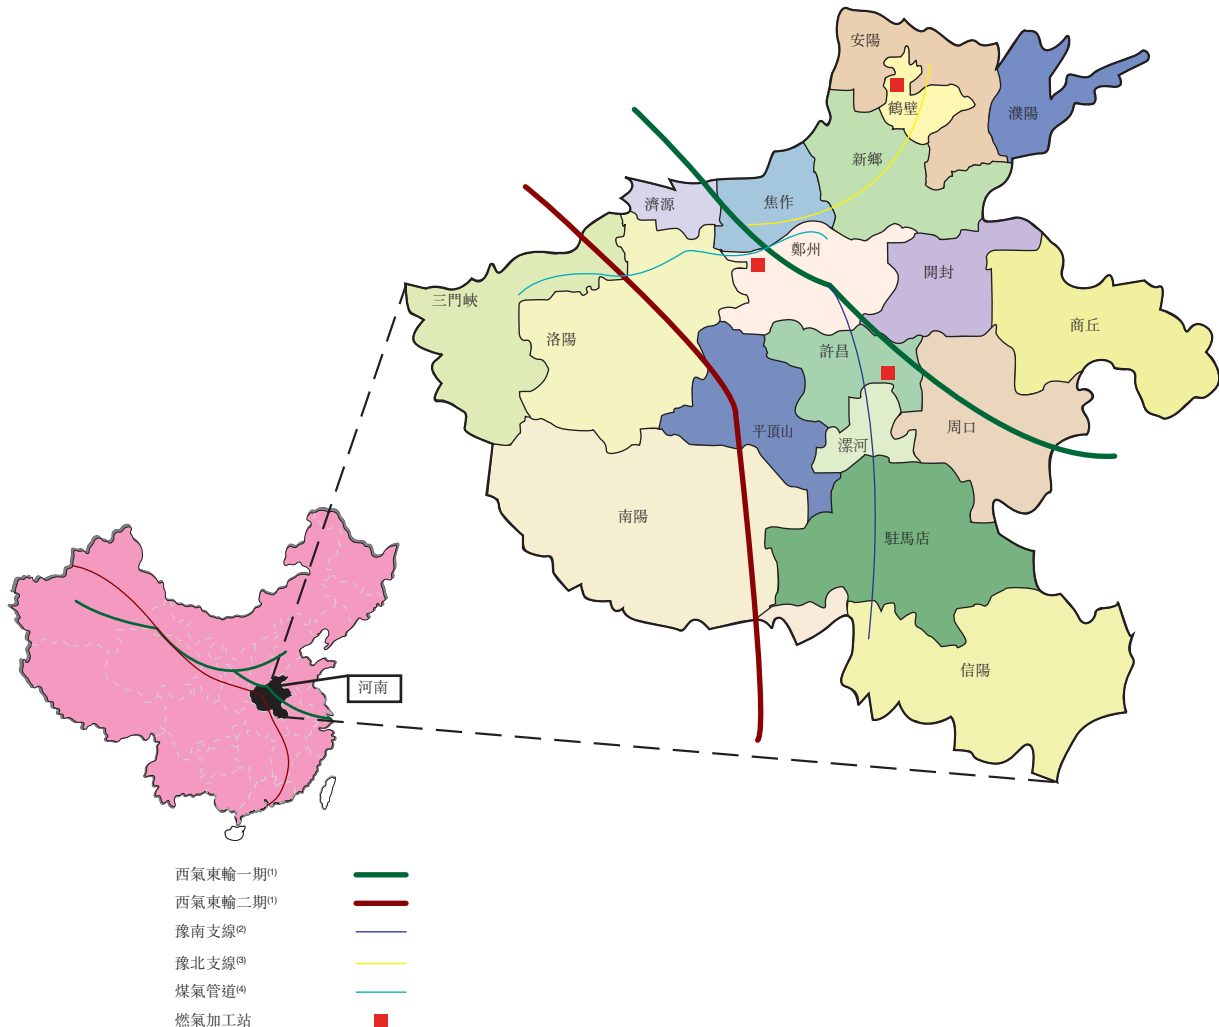 安陽
鶴壁
濮陽
新鄉
焦作
濟源
鄭州
開封
三門峽
洛陽
商丘
許昌
平頂山
漯河
周口
南陽
駐馬店
信陽
河南
西氣東輸一期(1)
西氣東輸二期(1)
豫南支線(2)
豫北支線(3)
煤氣管道(4)
燃氣加工站